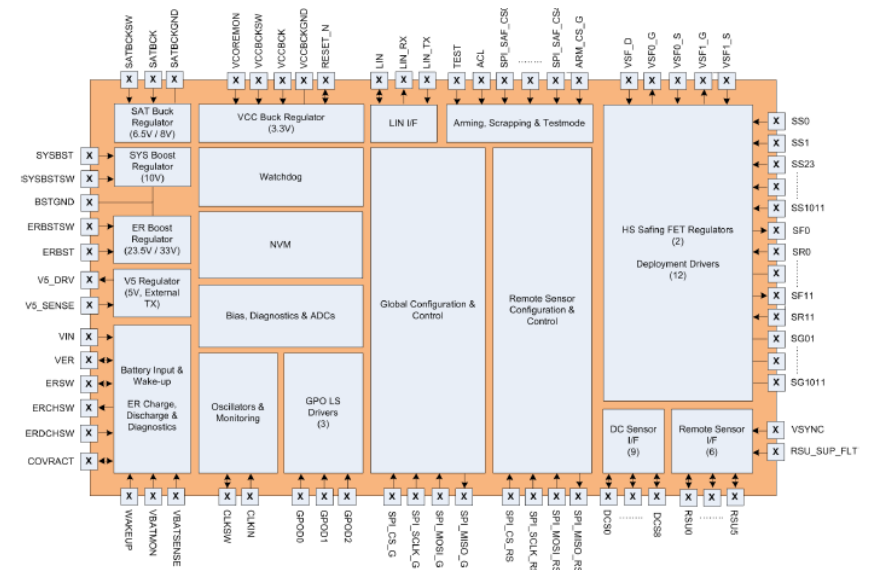 SATBCKSW
SATBCK
SATBCKGND
VCOREMON
VCCBCKSW
VCCBCK
VCCBCKGND
RESET_N
LIN
LIN_RX
LIN_TX
TEST
ACL
SPI_SAF_CS0
........
ARM_CS_G
VSF_D
VSF0_G
VSF0_S
VSF1_G
VSF1_S
X X X X X X X X X X X X X X X X X X X X X X
SAT Buck
Regulator
(6.5V / 8V)
VCC Buck Regulator
(3.3V)
LIN I/F
Arming, Scrapping & Testmode
SYSBST X
SYSBSTSW X
BSTGND X
ERBSTSW X
ERBST X
V5_DRV X
V5_SENSE X
VIN X
VER X
ERSW X
ERCHSW X
ERDCHSW X
COVRACT X
SYS Boost
Regulator
(10V)
ER Boost
Regulator
(23.5V / 33V)
V5 Regulator
(5V, External
TX)
Battery Input &
Wake-up
ER Charge,
Discharge &
Diagnostics
Watchdog
NVM
Bias, Diagnostics & ADCs
Oscillators &
Monitoring
GPO LS
Drivers
(3)
Global Configuration &
Control
Remote Sensor
Configuration &
Control
HS Safing FET Regulators
(2)
Deployment Drivers
(12)
DC Sensor
I/F
(9)
Remote Sensor
I/F
(6)
X SS0
X SS1
X SS23
X
X SS1011
X SF0
X SR0
X
X SF11
X SR11
X SG01
X
X SG1011
X VSYNC
X RSU_SUP_FLT
X X X X X X X X X X X X X X X X X X X X X X
WAKEUP
VBATMON
VBATSENSE
CLKSW
CLKIN
GPOD0
GPOD1
GPOD2
SPI_CS_G
SPI_SCLK_G
SPI_MOSI_G
SPI_MISO_G
SPI_CS_RS
SPI_SCLK_RS
SPI_MOSI_RS
SPI_MISO_RS
DCS0
........
DCS8
RSU0
........
RSU5